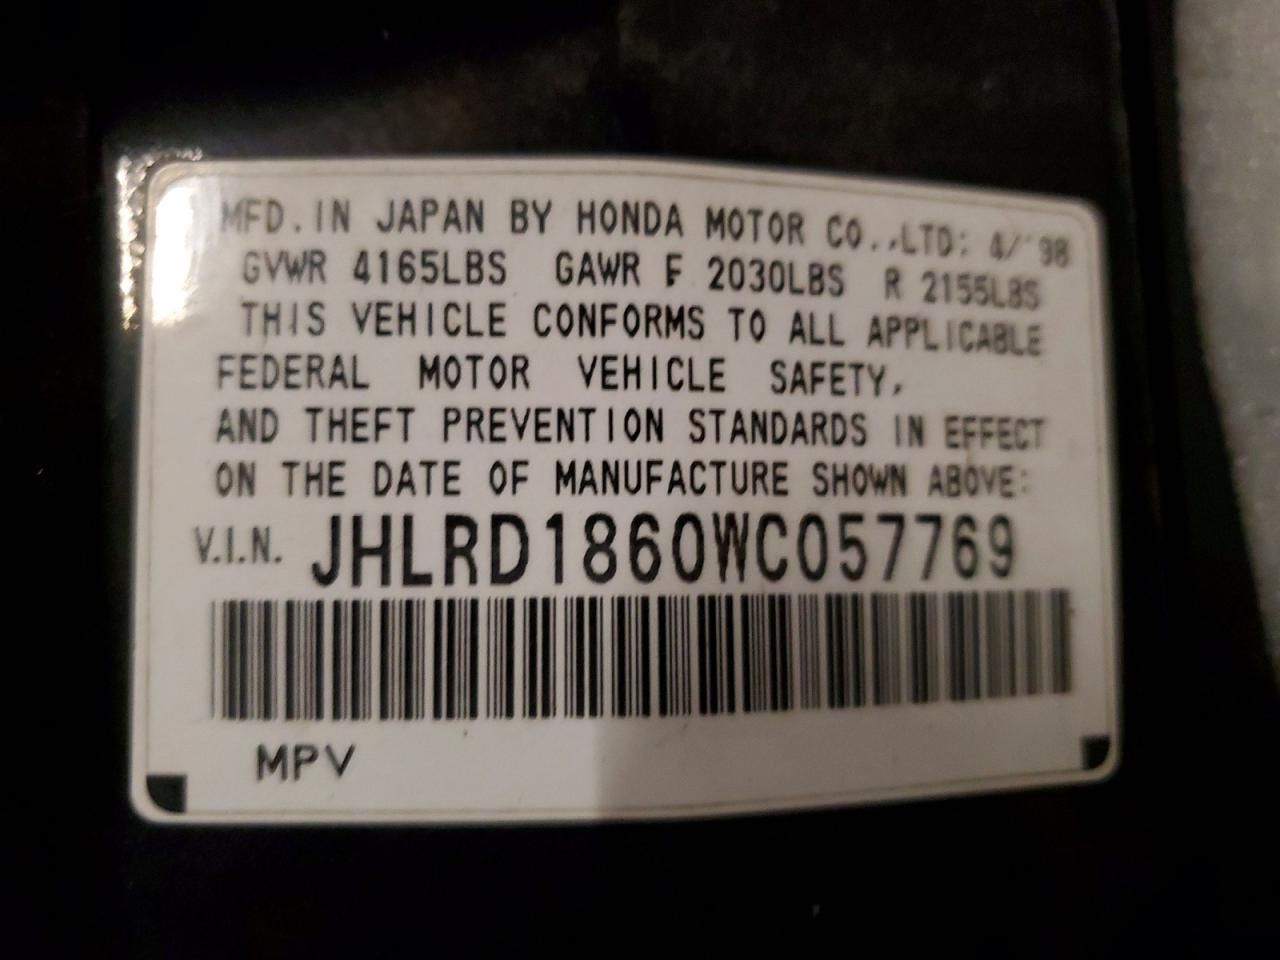 MFD. IN JAPAN BY HONDA MOTOR CO.,LTD: 4/'98
GVWR 4165LBS GAWR F 2030LBS R 2155LBS
THIS VEHICLE CONFORMS TO ALL APPLICABLE
FEDERAL MOTOR VEHICLE SAFETY,
AND THEFT PREVENTION STANDARDS IN EFFECT
ON THE DATE OF MANUFACTURE SHOWN ABOVE:
V.I.N. JHLRD1860WC057769
MPV